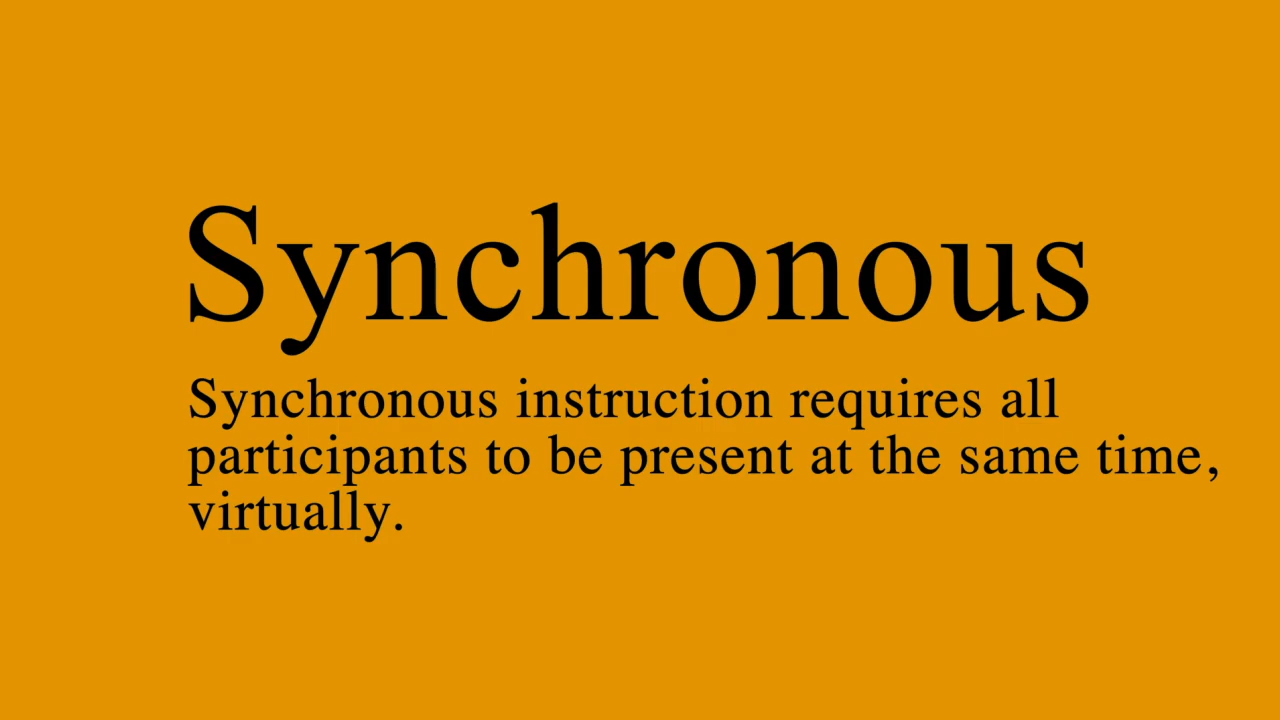 Synchronous
Synchronous instruction requires all
participants to be present at the same time,
virtually.